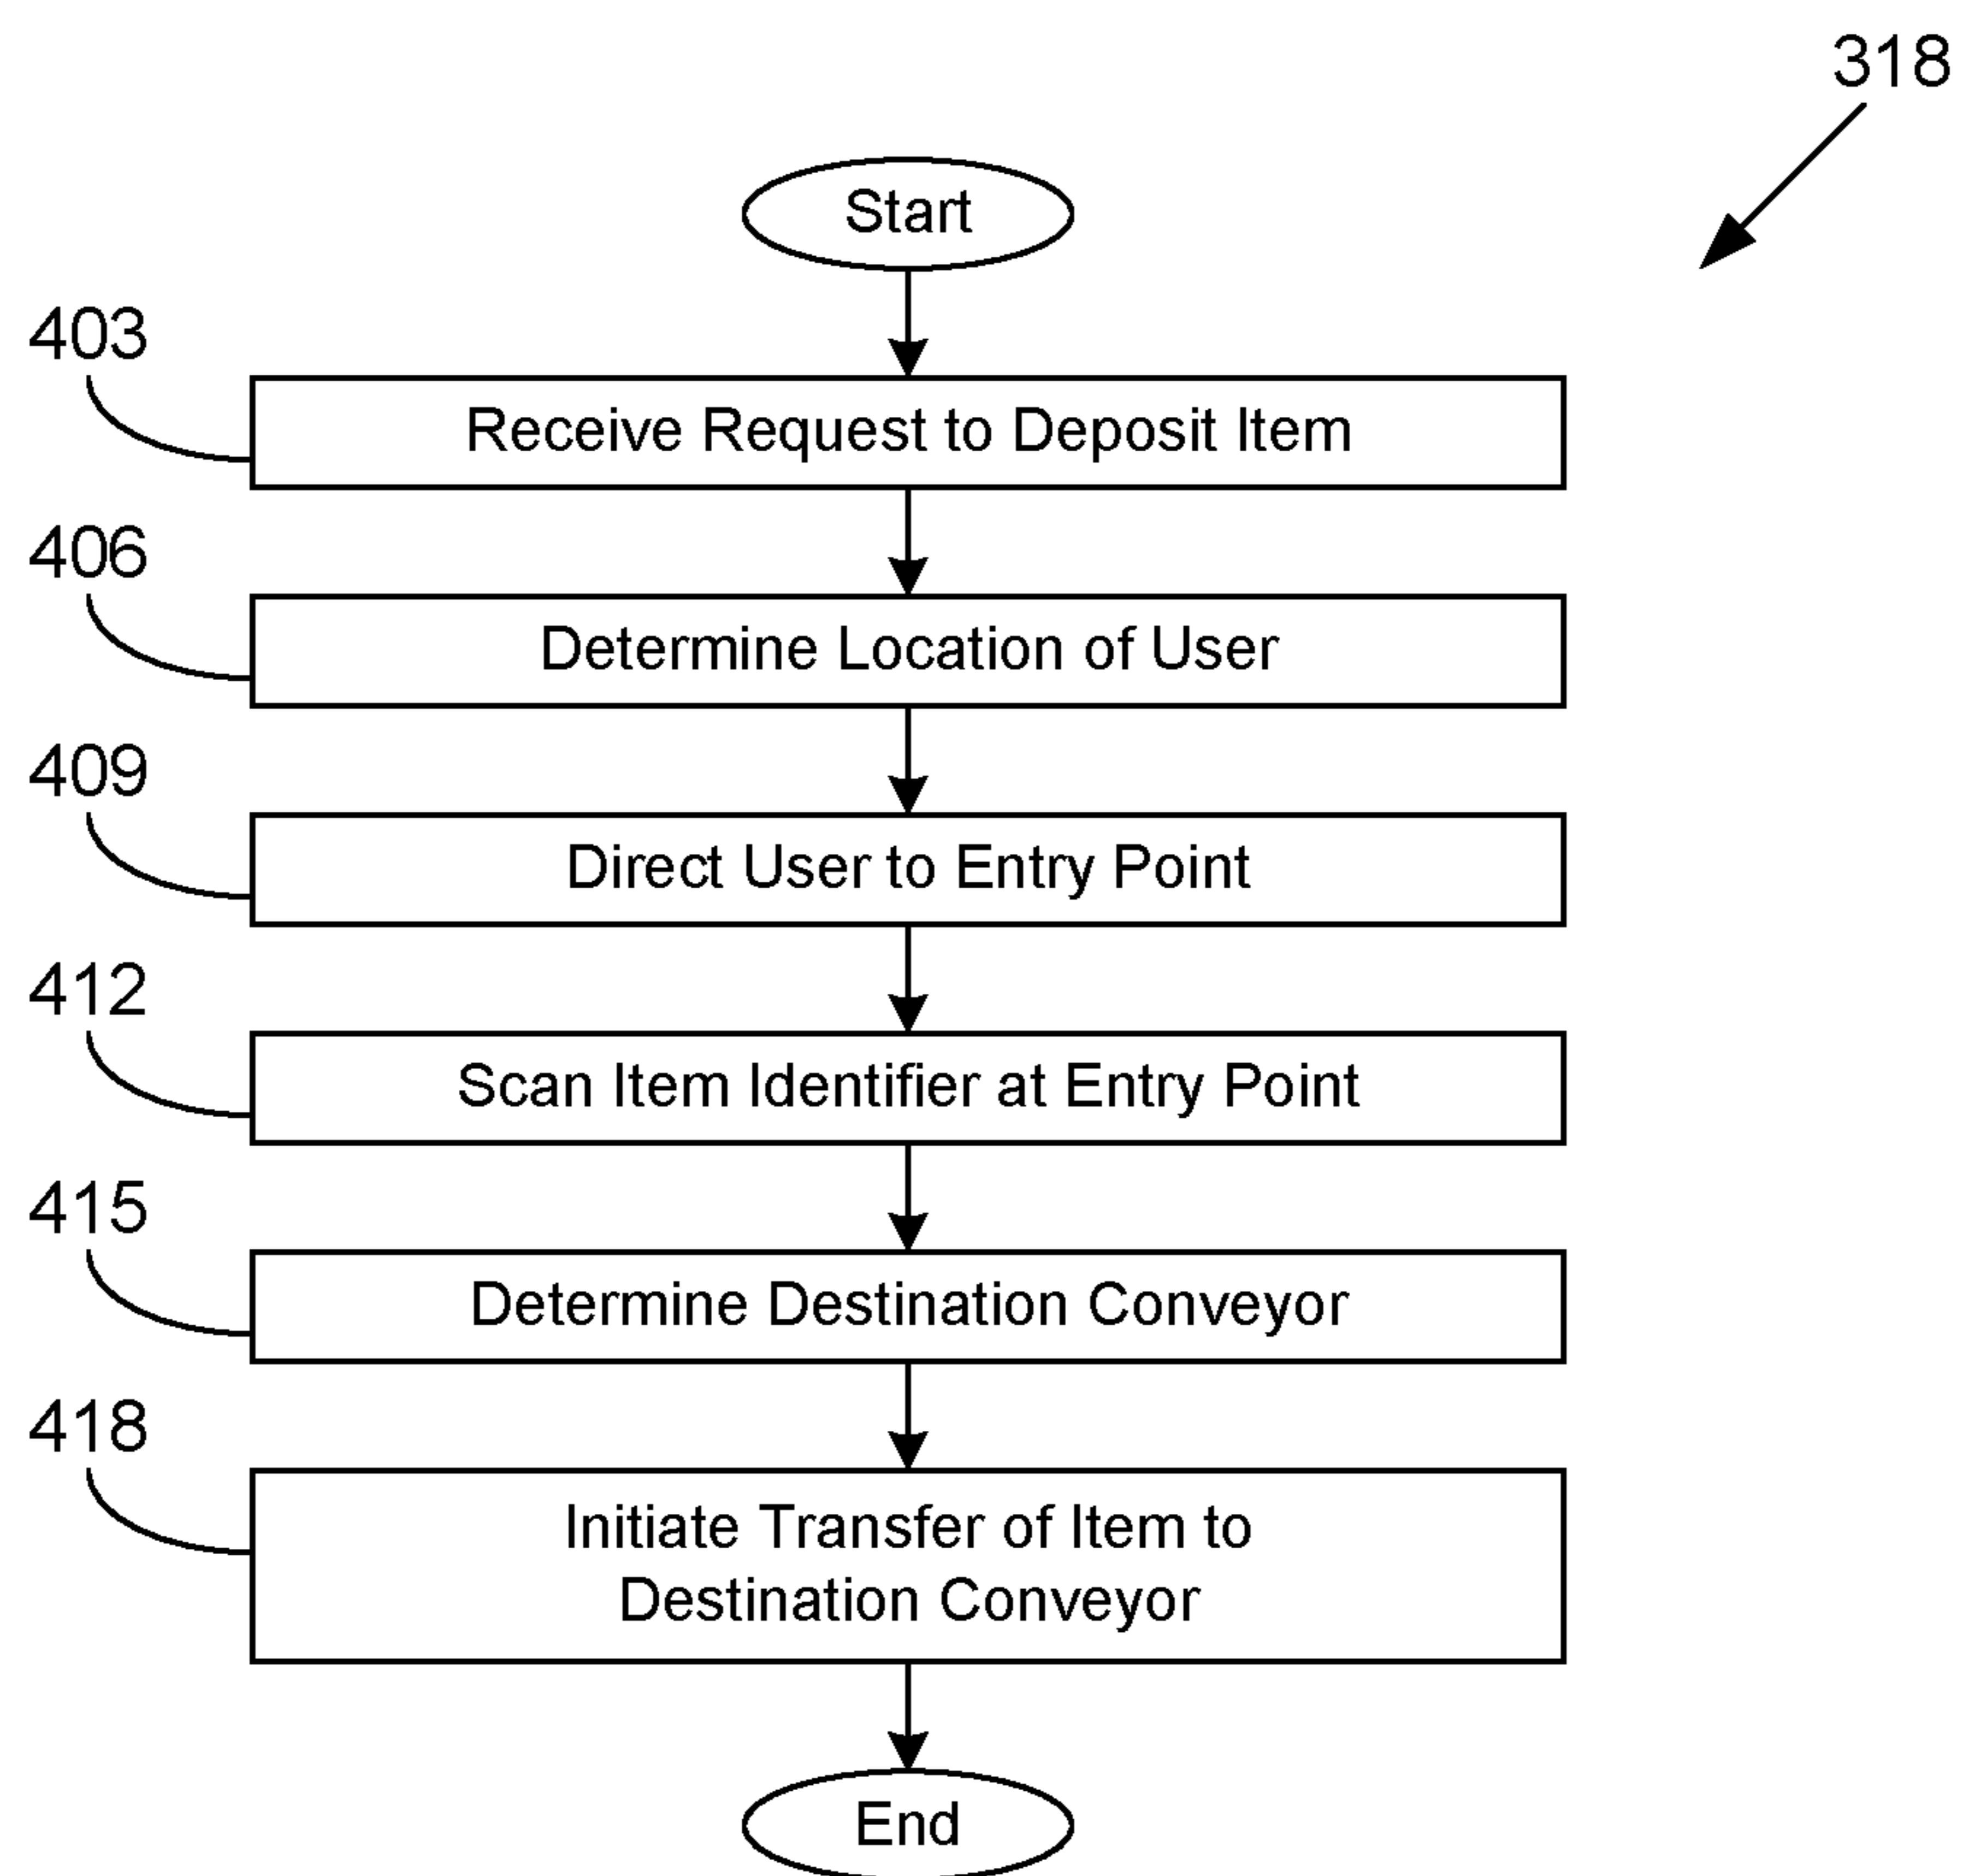 318
Start
403
Receive Request to Deposit Item
406
Determine Location of User
409
Direct User to Entry Point
412
Scan Item Identifier at Entry Point
415
Determine Destination Conveyor
418
Initiate Transfer of Item to
Destination Conveyor
End